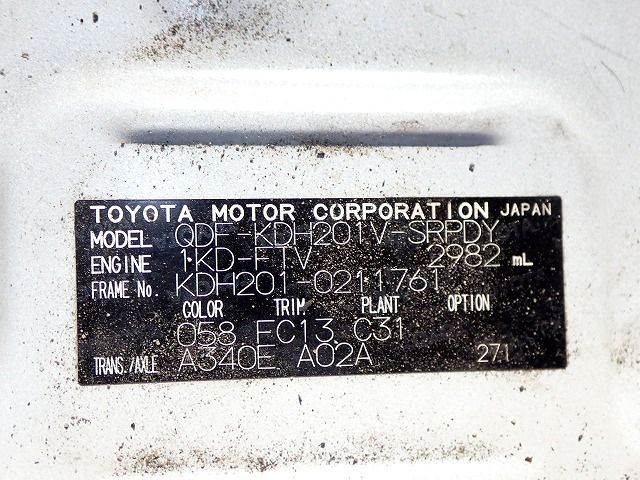 TOYOTA MOTOR CORPORATION JAPAN
MODEL QDF-KDH201V-SRPDY
ENGINE 1KD-FTV 2982 mL
FRAME No. KDH201-0211761
COLOR TRIM PLANT OPTION
058 FC13 C31
TRANS./AXLE A340E A02A 271